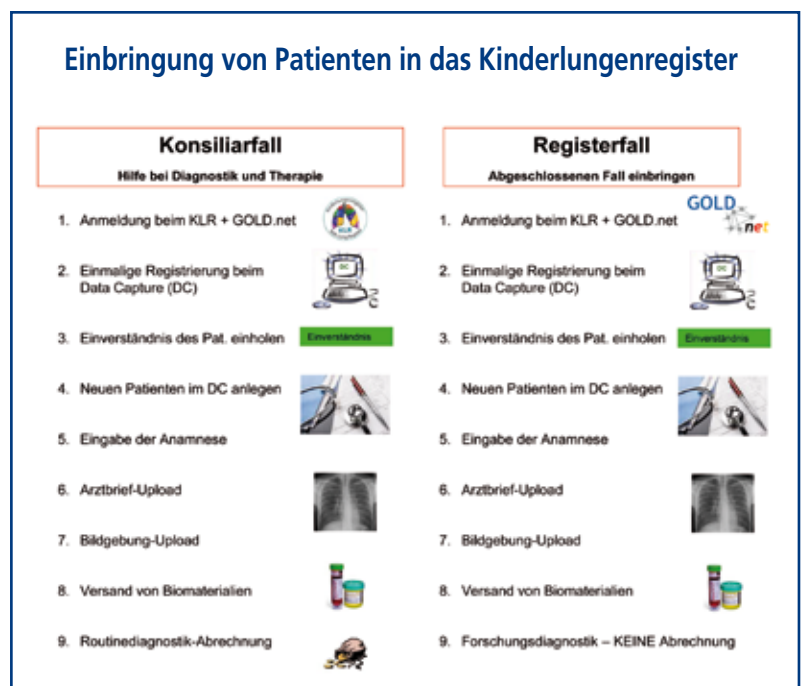 Einbringung von Patienten in das Kinderlungenregister
Konsiliarfall
Hilfe bei Diagnostik und Therapie
1. Anmeldung beim KLR + GOLD.net
KLR
2. Einmalige Registrierung beim
Data Capture (DC)
DC
3. Einverständnis des Pat. einholen
Einverständnis
4. Neuen Patienten im DC anlegen
5. Eingabe der Anamnese
6. Arztbrief-Upload
7. Bildgebung-Upload
8. Versand von Biomaterialien
9. Routinediagnostik-Abrechnung
Registerfall
Abgeschlossenen Fall einbringen
1. Anmeldung beim KLR + GOLD.net
GOLD
net
2. Einmalige Registrierung beim
Data Capture (DC)
DC
3. Einverständnis des Pat. einholen
Einverständnis
4. Neuen Patienten im DC anlegen
5. Eingabe der Anamnese
6. Arztbrief-Upload
7. Bildgebung-Upload
8. Versand von Biomaterialien
9. Forschungsdiagnostik – KEINE Abrechnung